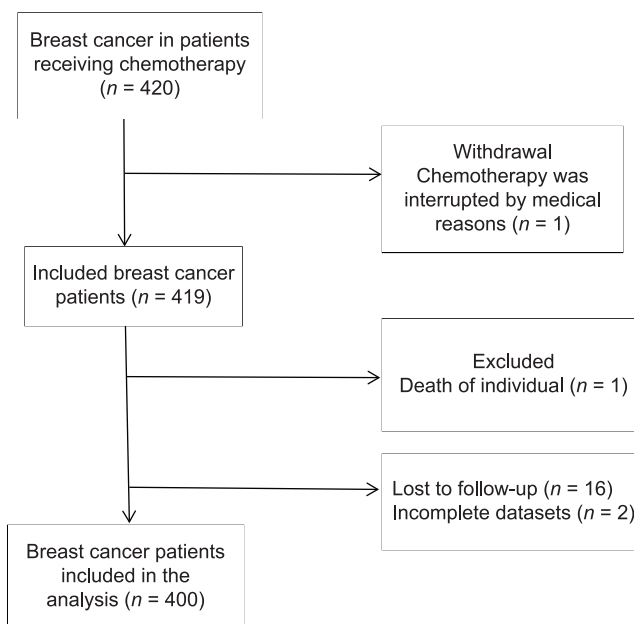 Breast cancer in patients
receiving chemotherapy
(n = 420)
Withdrawal
Chemotherapy was
interrupted by medical
reasons (n = 1)
Included breast cancer
patients (n = 419)
Excluded
Death of individual (n = 1)
Lost to follow-up (n = 16)
Incomplete datasets (n = 2)
Breast cancer patients
included in the
analysis (n = 400)